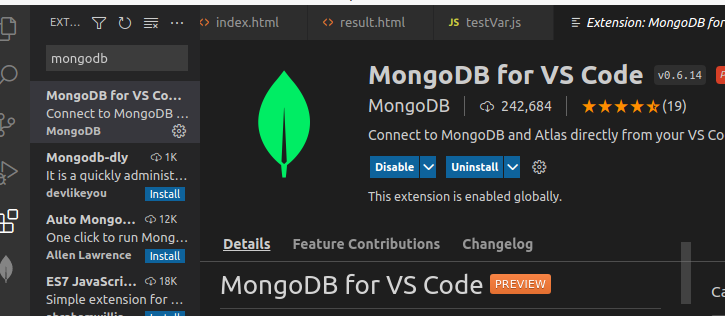 EXT...
mongodb
MongoDB for VS Co...
Connect to MongoDB ...
MongoDB
Mongodb-dly 1K
It is a quickly administ...
devlikeyou Install
Auto Mongo... 12K
One click to run Mong...
Allen Lawrence Install
ES7 JavaScri... 18K
Simple extension for ...
Install
index.html
result.html
JS testVar.js
Extension: MongoDB for
MongoDB for VS Code v0.6.14
MongoDB 242,684 (19)
Connect to MongoDB and Atlas directly from your VS Co
Disable Uninstall
This extension is enabled globally.
Details Feature Contributions Changelog
MongoDB for VS Code PREVIEW
Ca